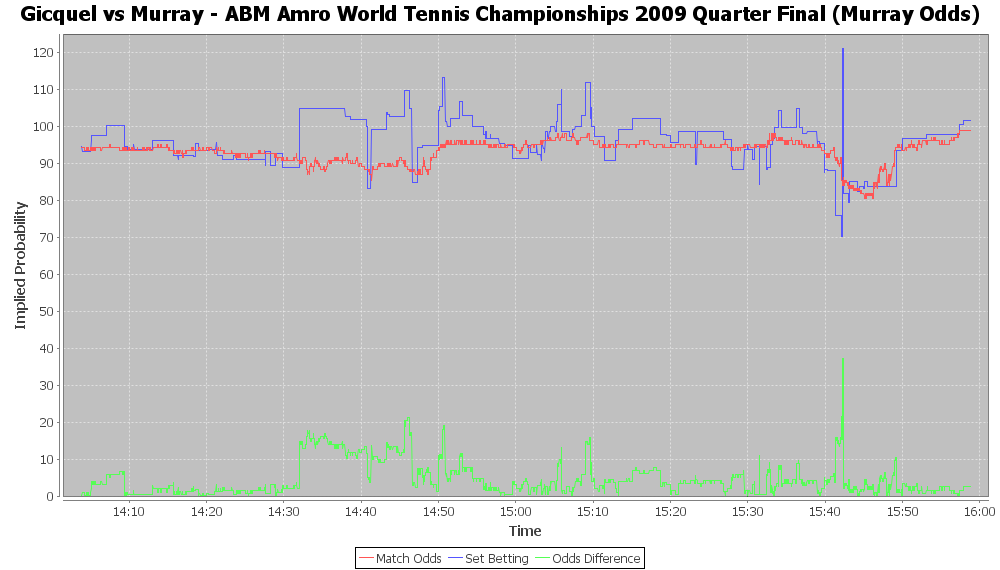 Gicquel vs Murray - ABM Amro World Tennis Championships 2009 Quarter Final (Murray Odds)
120
110
100
90
80
70
60
50
40
30
20
10
0
Implied Probability
14:10 14:20 14:30 14:40 14:50 15:00 15:10 15:20 15:30 15:40 15:50 16:00
Time
Match Odds Set Betting Odds Difference